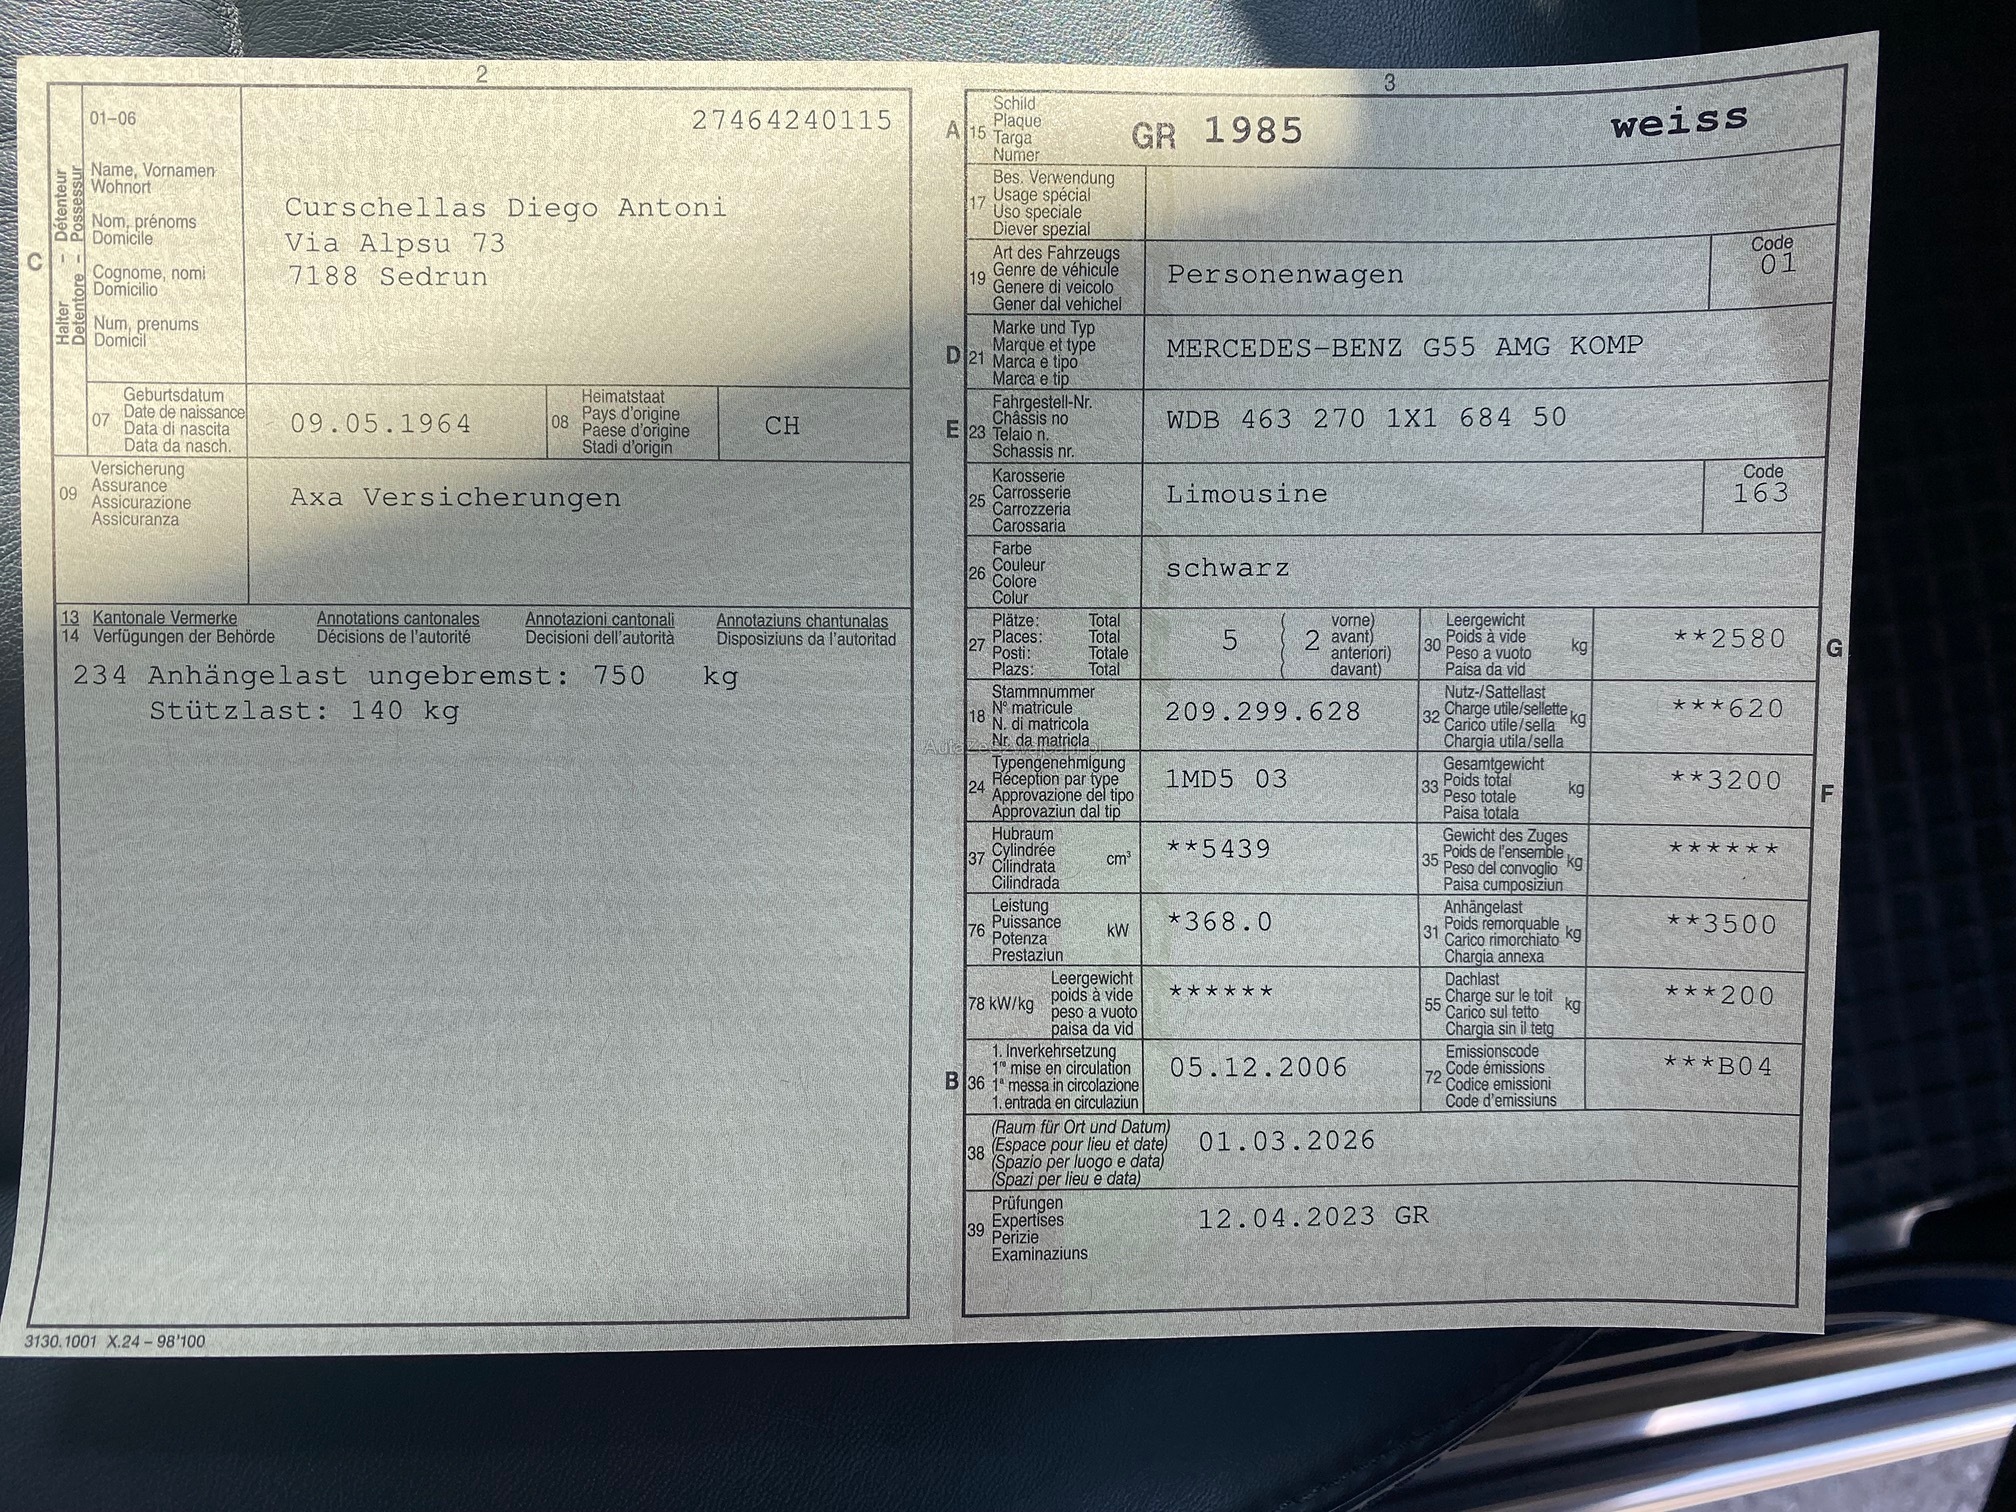 2
01-06
27464240115
C
Halter - Détenteur
Detentore - Possessur
Name, Vornamen
Wohnort
Nom, prénoms
Domicile
Cognome, nomi
Domicilio
Num, prenums
Domicil
Curschellas Diego Antoni
Via Alpsu 73
7188 Sedrun
07
Geburtsdatum
Date de naissance
Data di nascita
Data da nasch.
09.05.1964
08
Heimatstaat
Pays d'origine
Paese d'origine
Stadi d'origin
CH
09
Versicherung
Assurance
Assicurazione
Assicuranza
Axa Versicherungen
13 Kantonale Vermerke Annotations cantonales Annotazioni cantonali Annotaziuns chantunalas
14 Verfügungen der Behörde Décisions de l'autorité Decisioni dell'autorità Disposiziuns da l'autoritad
234 Anhängelast ungebremst: 750 kg
Stützlast: 140 kg
3130.1001 X.24 – 98'100
3
A 15
Schild
Plaque
Targa
Numer
GR 1985 weiss
17
Bes. Verwendung
Usage spécial
Uso speciale
Diever spezial
19
Art des Fahrzeugs
Genre de véhicule
Genere di veicolo
Gener dal vehichel
Personenwagen
Code
01
D 21
Marke und Typ
Marque et type
Marca e tipo
Marca e tip
MERCEDES-BENZ G55 AMG KOMP
E 23
Fahrgestell-Nr.
Châssis no
Telaio n.
Schassis nr.
WDB 463 270 1X1 684 50
25
Karosserie
Carrosserie
Carrozzeria
Carossaria
Limousine
Code
163
26
Farbe
Couleur
Colore
Colur
schwarz
27
Plätze: Total
Places: Total
Posti: Totale
Plazs: Total
5 ( 2
vorne)
avant)
anteriori)
davant)
30
Leergewicht
Poids à vide
Peso a vuoto
Paisa da vid
kg
**2580
G
18
Stammnummer
N° matricule
N. di matricola
Nr. da matricla
209.299.628
32
Nutz-/Sattellast
Charge utile/sellette
Carico utile/sella
Chargia utila/sella
kg
***620
24
Typengenehmigung
Réception par type
Approvazione del tipo
Approvaziun dal tip
1MD5 03
33
Gesamtgewicht
Poids total
Peso totale
Paisa totala
kg
**3200
F
37
Hubraum
Cylindrée
Cilindrata
Cilindrada
cm³
**5439
35
Gewicht des Zuges
Poids de l'ensemble
Peso del convoglio
Paisa cumposiziun
kg
******
76
Leistung
Puissance
Potenza
Prestaziun
kW
*368.0
31
Anhängelast
Poids remorquable
Carico rimorchiato
Chargia annexa
kg
**3500
78 kW/kg
Leergewicht
poids à vide
peso a vuoto
paisa da vid
******
55
Dachlast
Charge sur le toit
Carico sul tetto
Chargia sin il tetg
kg
***200
B 36
1. Inverkehrsetzung
1re mise en circulation
1a messa in circolazione
1. entrada en circulaziun
05.12.2006
72
Emissionscode
Code émissions
Codice emissioni
Code d'emissiuns
***B04
38
(Raum für Ort und Datum)
(Espace pour lieu et date)
(Spazio per luogo e data)
(Spazi per lieu e data)
01.03.2026
39
Prüfungen
Expertises
Perizie
Examinaziuns
12.04.2023 GR